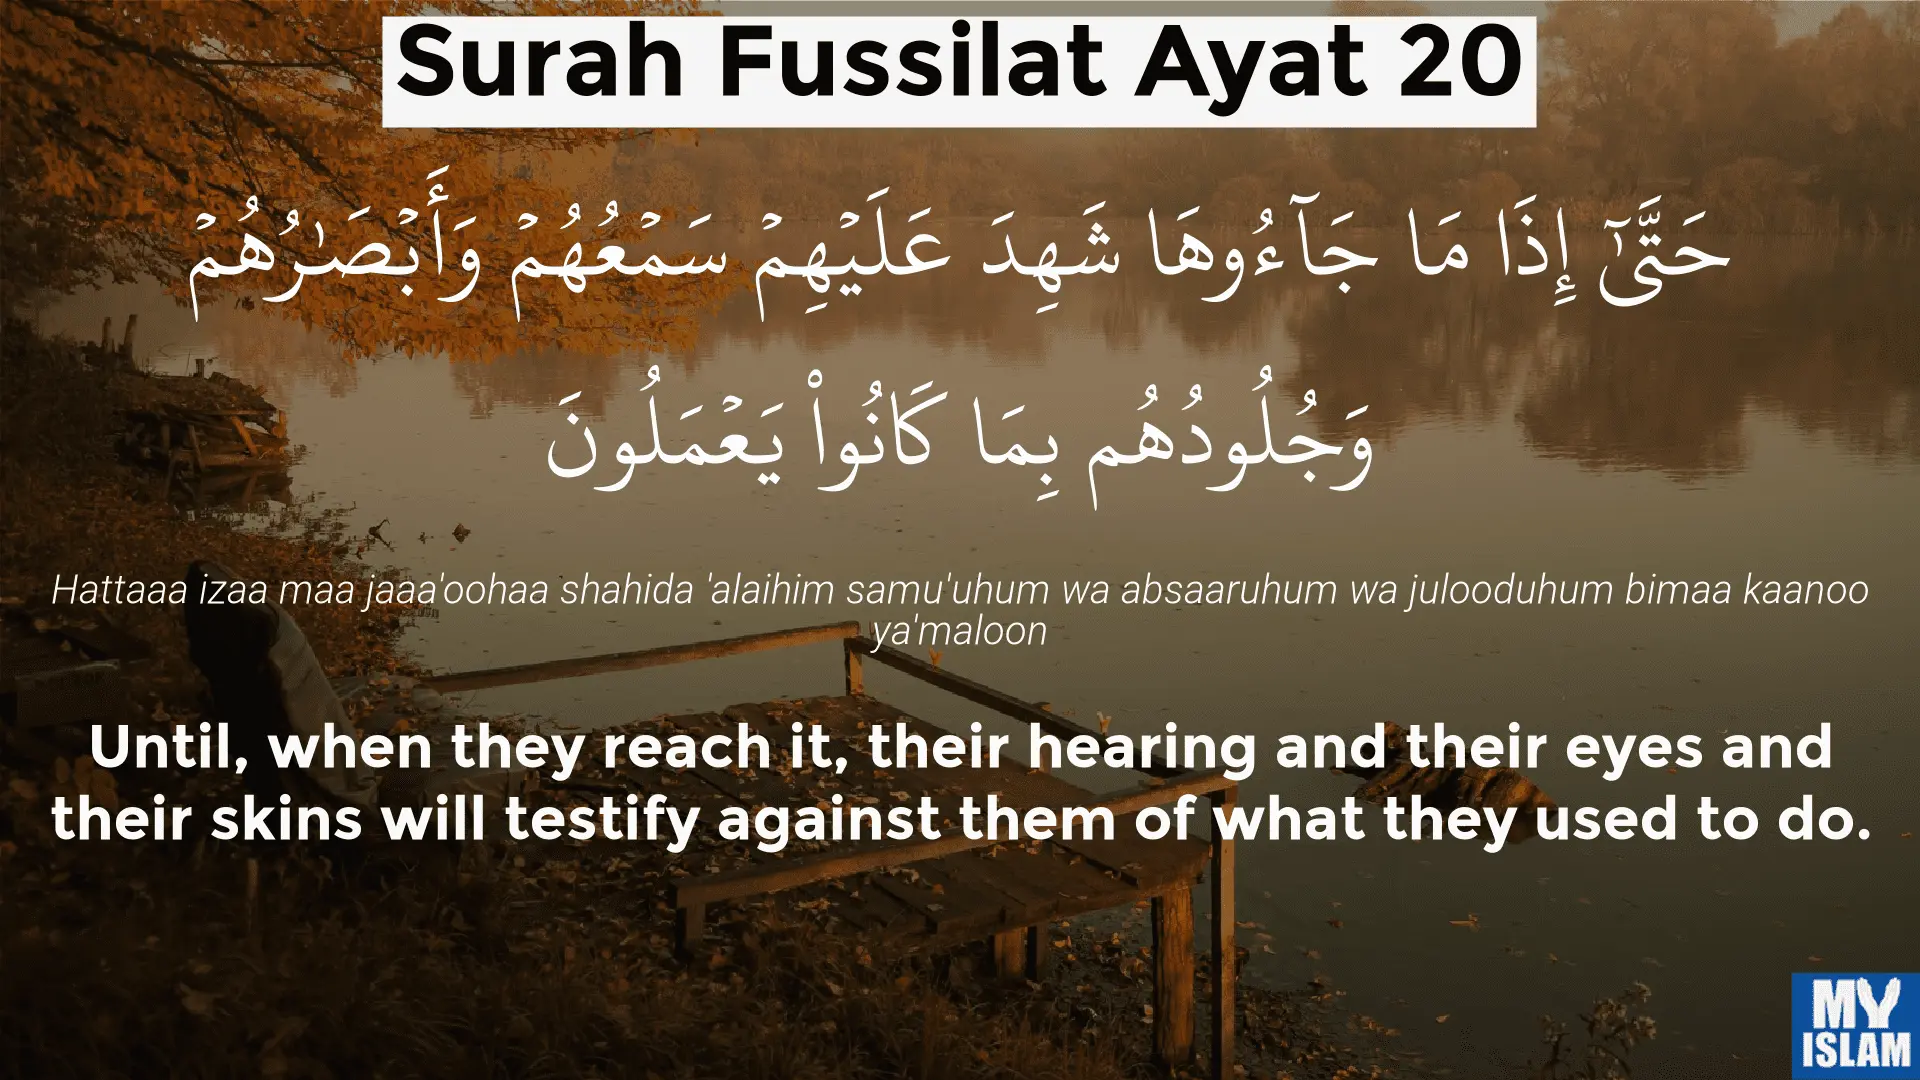 Surah Fussilat Ayat 20
حَتَّىٰٓ إِذَا مَا جَآءُوهَا شَهِدَ عَلَيْهِمْ سَمْعُهُمْ وَأَبْصَـٰرُهُمْ
وَجُلُودُهُم بِمَا كَانُوا۟ يَعْمَلُونَ
Hattaaa izaa maa jaaa'oohaa shahida 'alaihim samu'uhum wa absaaruhum wa julooduhum bimaa kaanoo
ya'maloon
Until, when they reach it, their hearing and their eyes and
their skins will testify against them of what they used to do.
MY
ISLAM